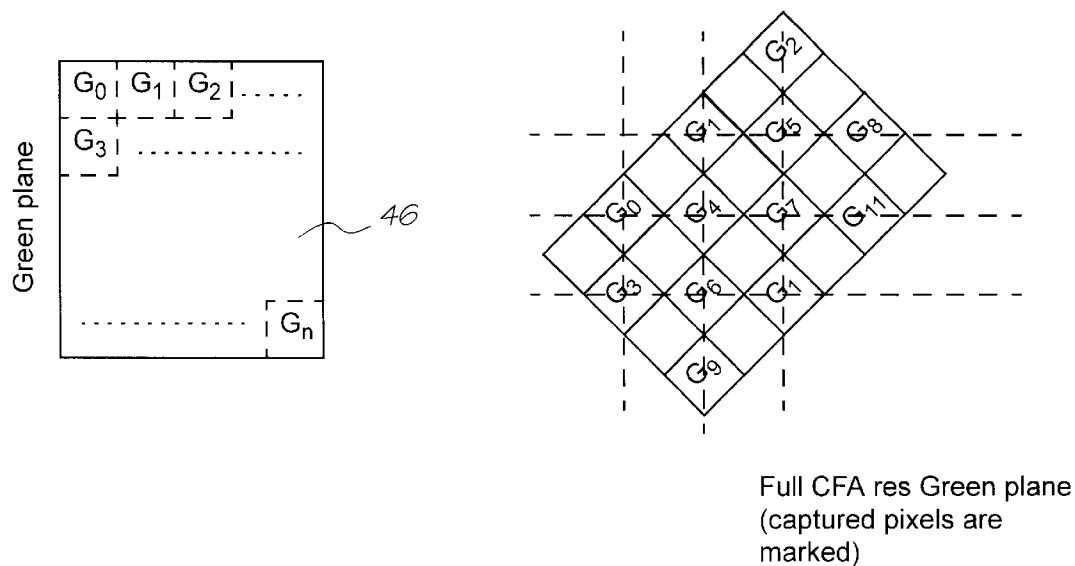 Green plane
G0 G1 G2
G3
Gn
46
G2
G1 G5 G8
G0 G4 G7 G11
G3 G6 G1
G9
Full CFA res Green plane
(captured pixels are
marked)